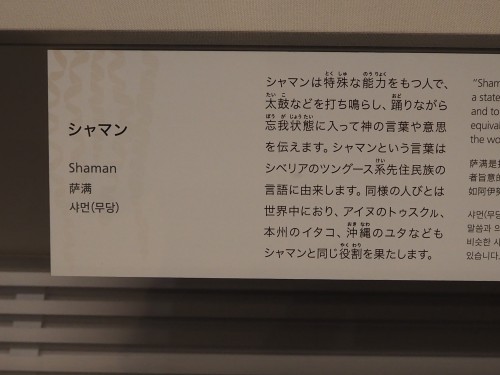 シャマン
Shaman
萨满
샤먼(무당)
シャマンは特殊な能力をもつ人で、
太鼓などを打ち鳴らし、踊りながら
忘我状態に入って神の言葉や意思
を伝えます。シャマンという言葉は
シベリアのツングース系先住民族の
言語に由来します。同様の人びとは
世界中におり、アイヌのトゥスクル、
本州のイタコ、沖縄のユタなども
シャマンと同じ役割を果たします。
"Sham
a state
and to
equiva
the wo
萨满是
者旨意
如阿伊
샤먼(무당
말씀과 의
비슷한 샤
있습니다.